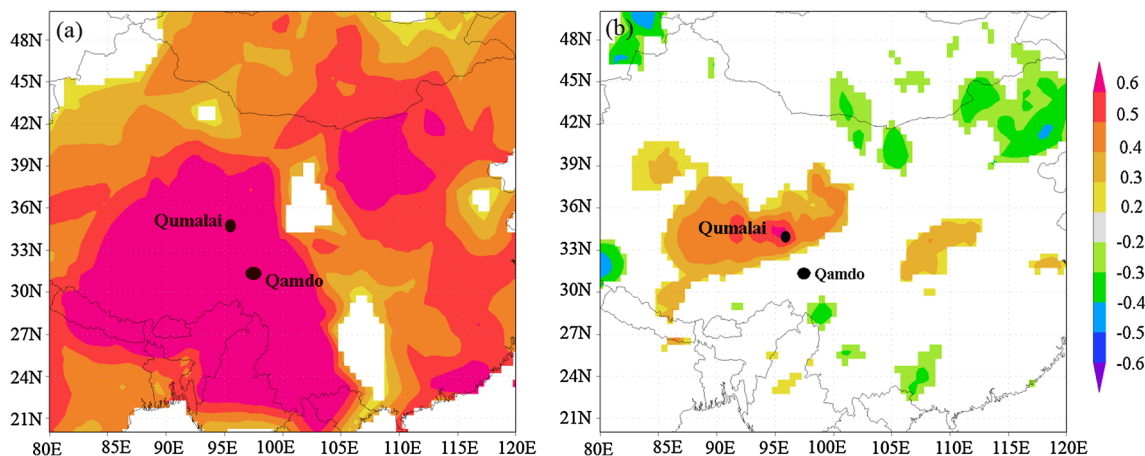 (a)
48N
45N
42N
39N
36N
33N
30N
27N
24N
21N
Qumalai
Qamdo
80E 85E 90E 95E 100E 105E 110E 115E 120E
(b)
48N
45N
42N
39N
36N
33N
30N
27N
24N
21N
Qumalai
Qamdo
80E 85E 90E 95E 100E 105E 110E 115E 120E
0.6
0.5
0.4
0.3
0.2
-0.2
-0.3
-0.4
-0.5
-0.6